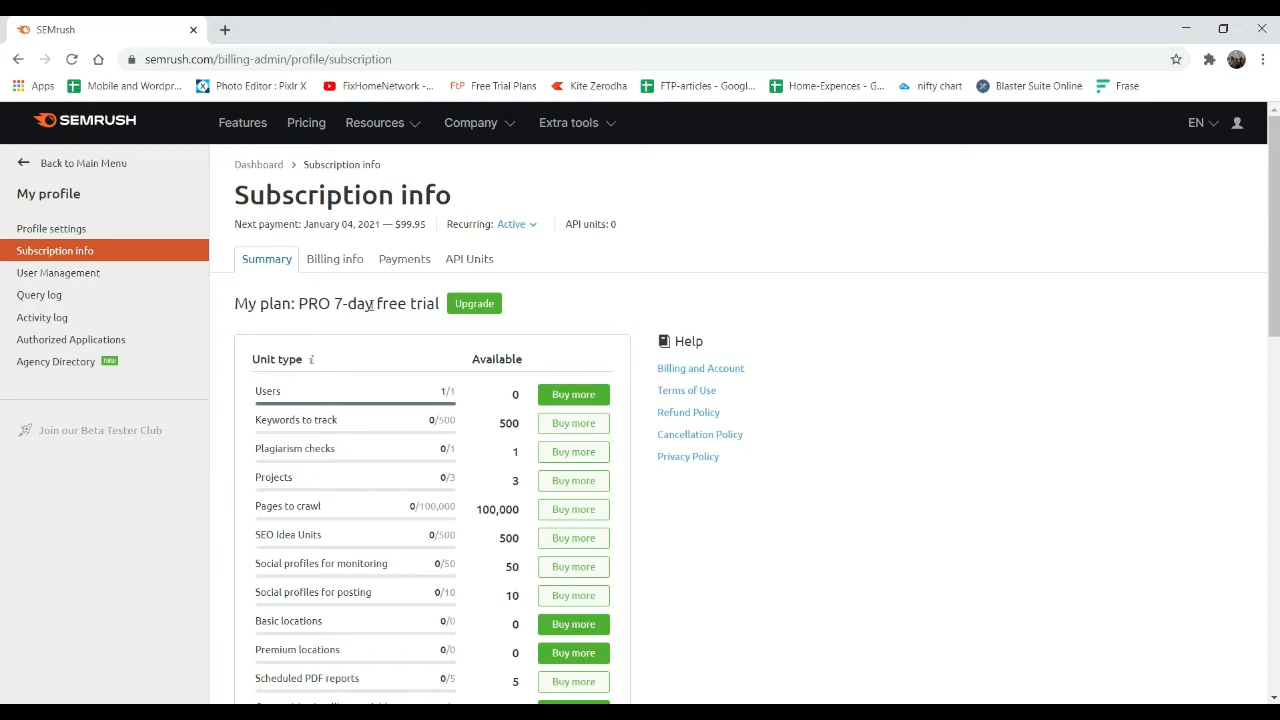 SEMrush
semrush.com/billing-admin/profile/subscription
Apps Mobile and Wordpr... Photo Editor : Pixlr X FixHomeNetwork -... FtP Free Trial Plans Kite Zerodha FTP-articles - Googl... Home-Expences - G... nifty chart Blaster Suite Online Frase
SEMRUSH Features Pricing Resources Company Extra tools EN
Back to Main Menu
My profile
Profile settings
Subscription info
User Management
Query log
Activity log
Authorized Applications
Agency Directory NEW
Join our Beta Tester Club
Dashboard > Subscription info
Subscription info
Next payment: January 04, 2021 — $99.95 Recurring: Active API units: 0
Summary Billing info Payments API Units
My plan: PRO 7-day free trial Upgrade
Unit type i Available
Users 1/1 0 Buy more
Keywords to track 0/500 500 Buy more
Plagiarism checks 0/1 1 Buy more
Projects 0/3 3 Buy more
Pages to crawl 0/100,000 100,000 Buy more
SEO Idea Units 0/500 500 Buy more
Social profiles for monitoring 0/50 50 Buy more
Social profiles for posting 0/10 10 Buy more
Basic locations 0/0 0 Buy more
Premium locations 0/0 0 Buy more
Scheduled PDF reports 0/5 5 Buy more
Help
Billing and Account
Terms of Use
Refund Policy
Cancellation Policy
Privacy Policy